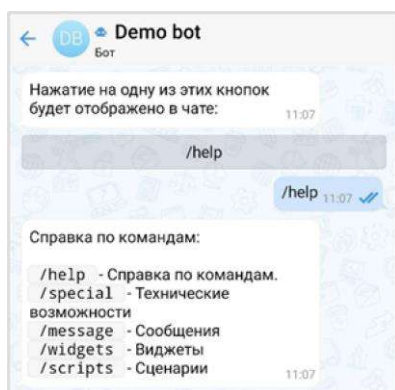 DB
Demo bot
Бот
Нажатие на одну из этих кнопок
будет отображено в чате:
11:07
/help
/help 11:07
Справка по командам:
/help - Справка по командам.
/special - Технические
возможности
/message - Сообщения
/widgets - Виджеты
/scripts - Сценарии
11:07